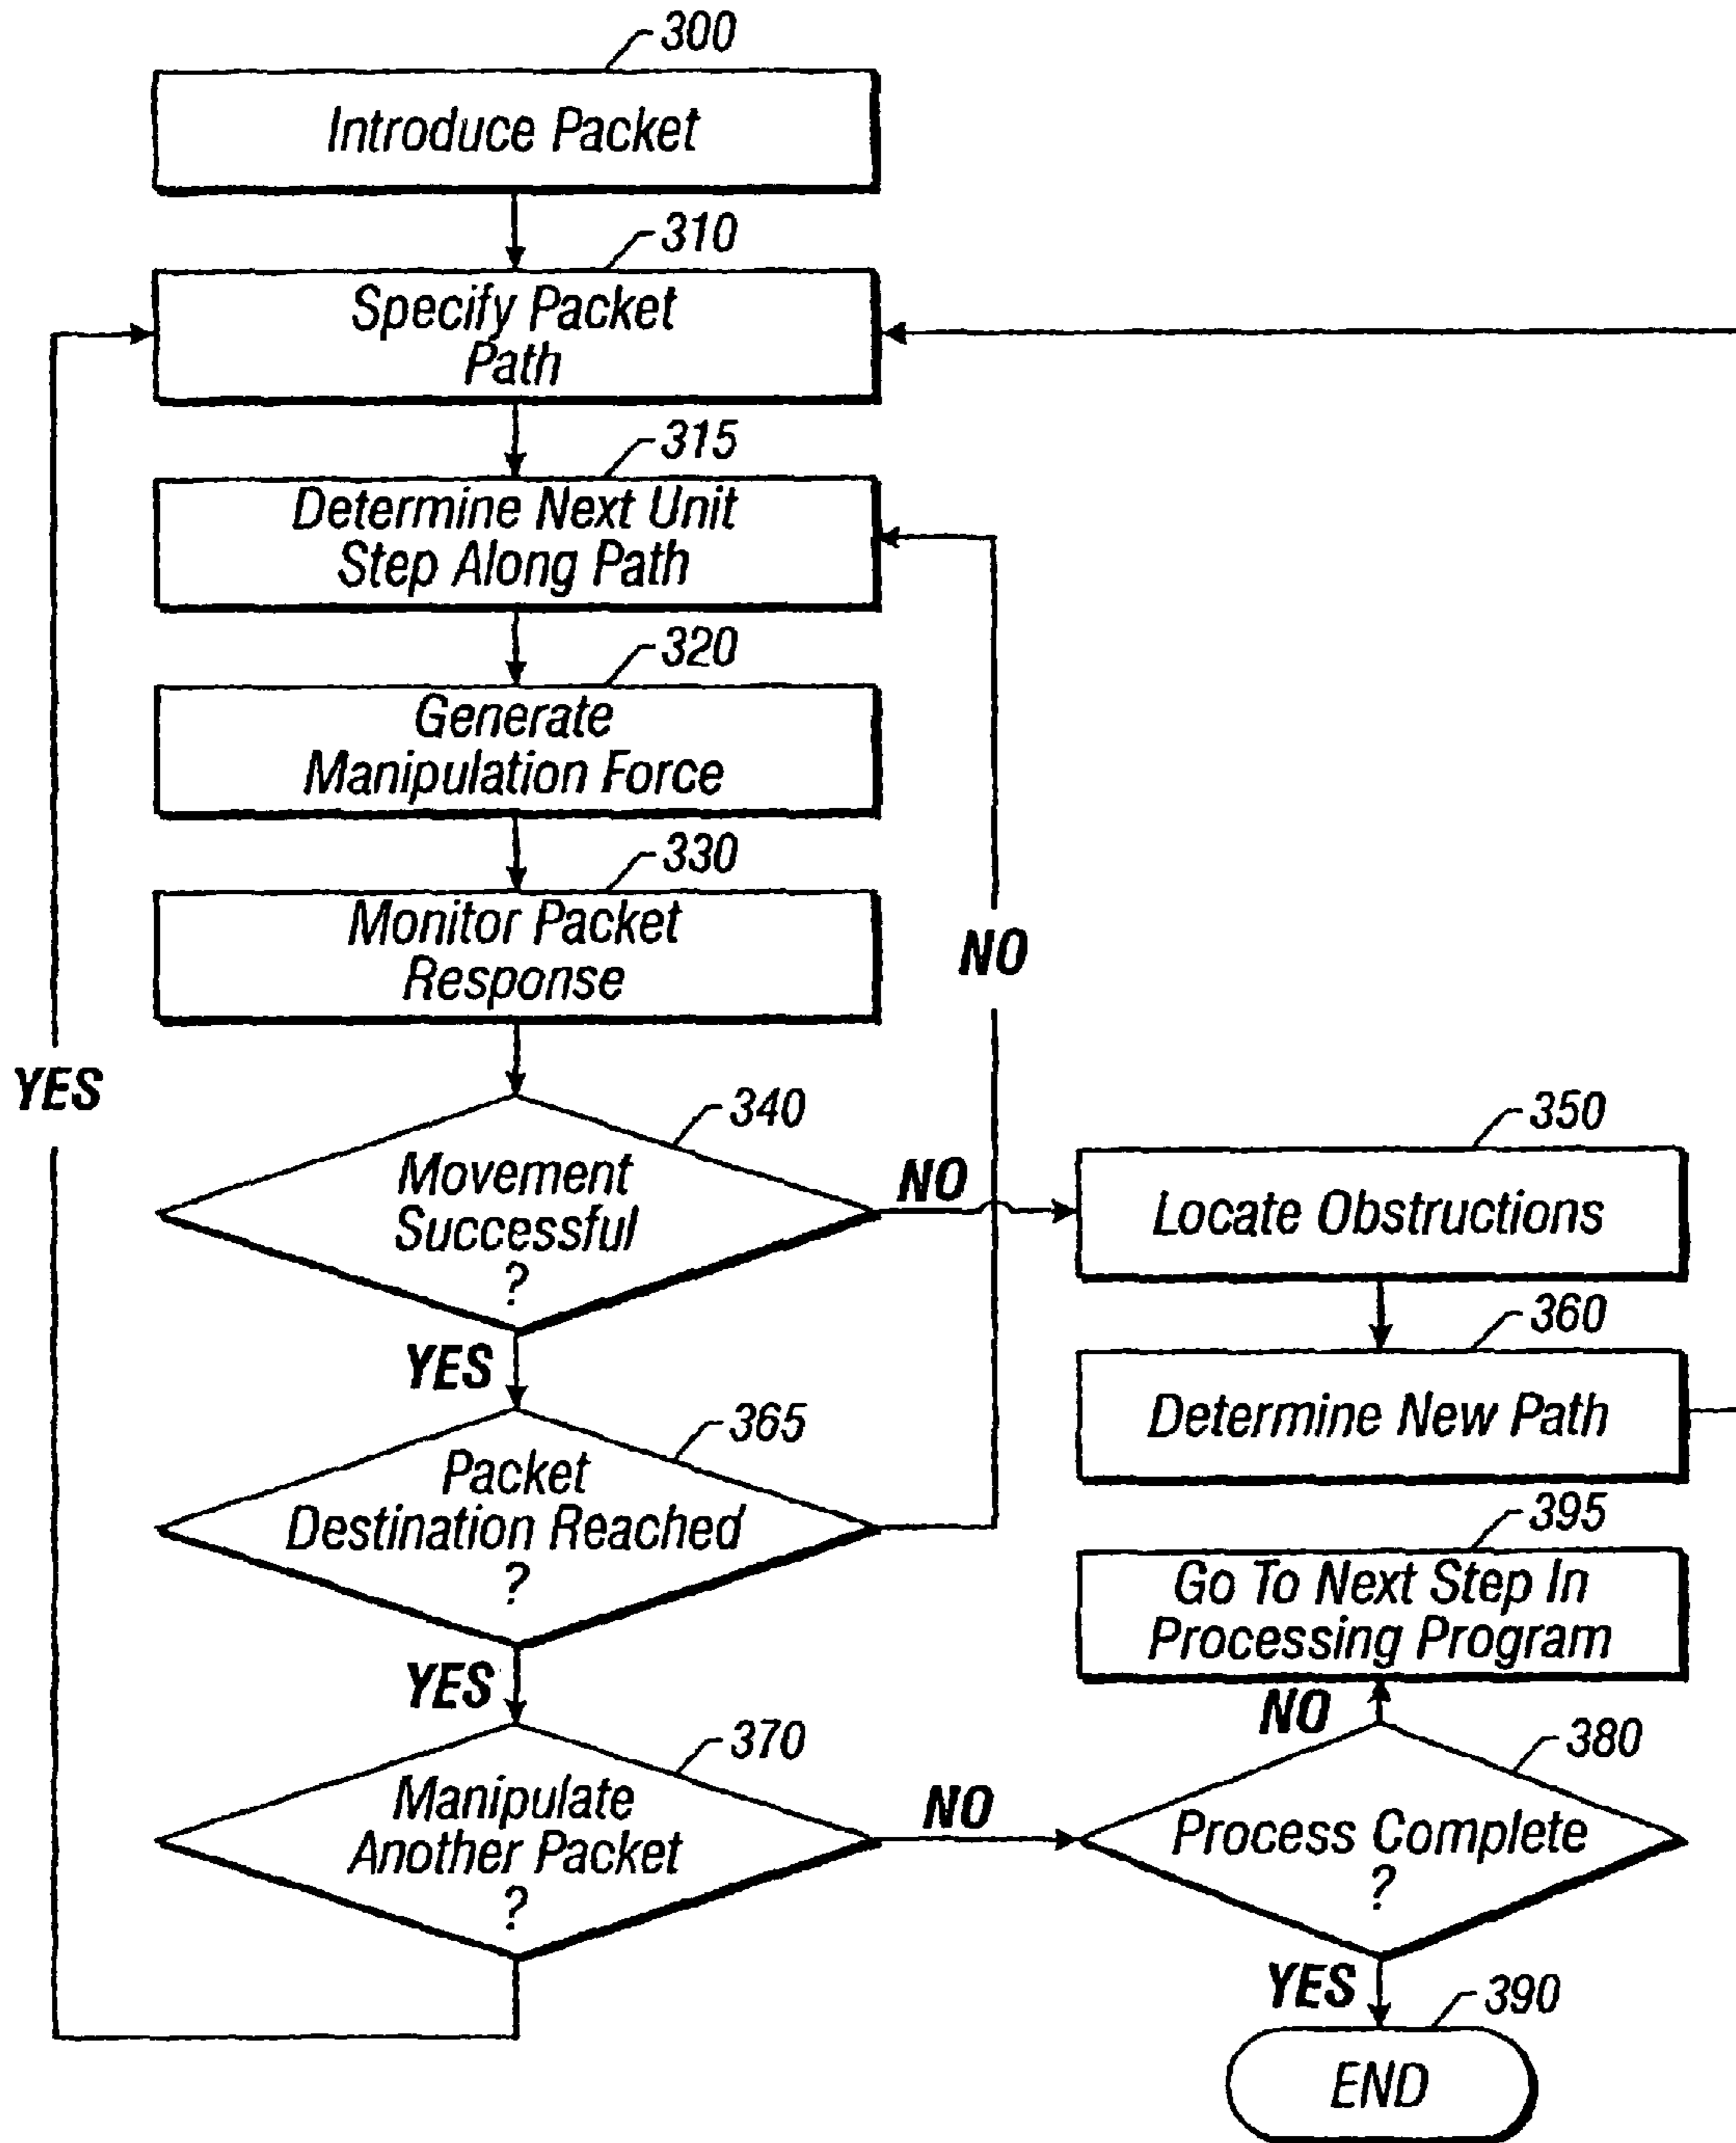 300
Introduce Packet
310
Specify Packet
Path
315
Determine Next Unit
Step Along Path
320
Generate
Manipulation Force
330
Monitor Packet
Response
NO
YES
340
Movement
Successful
?
NO
350
Locate Obstructions
YES
360
Determine New Path
365
Packet
Destination Reached
?
395
Go To Next Step In
Processing Program
YES
NO
370
Manipulate
Another Packet
?
NO
380
Process Complete
?
YES
390
END